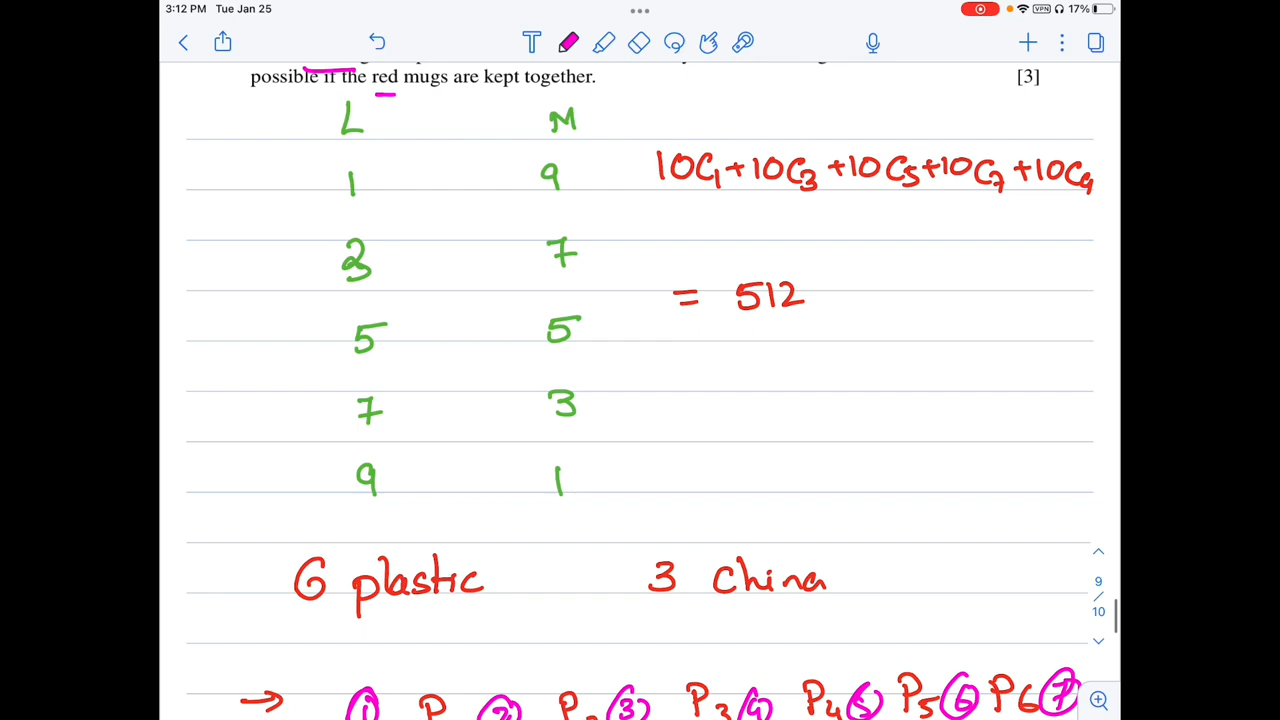 3:12 PM Tue Jan 25
VPN 17%
T
possible if the red mugs are kept together. [3]
L M
1 9 10C1 + 10C3 + 10C5 + 10C7 + 10C9
3 7
= 512
5 5
7 3
9 1
9
/
10
6 plastic 3 China
→ ① P ② P2 ③ P3 ④ P4 ⑤ P5 ⑥ P6 ⑦